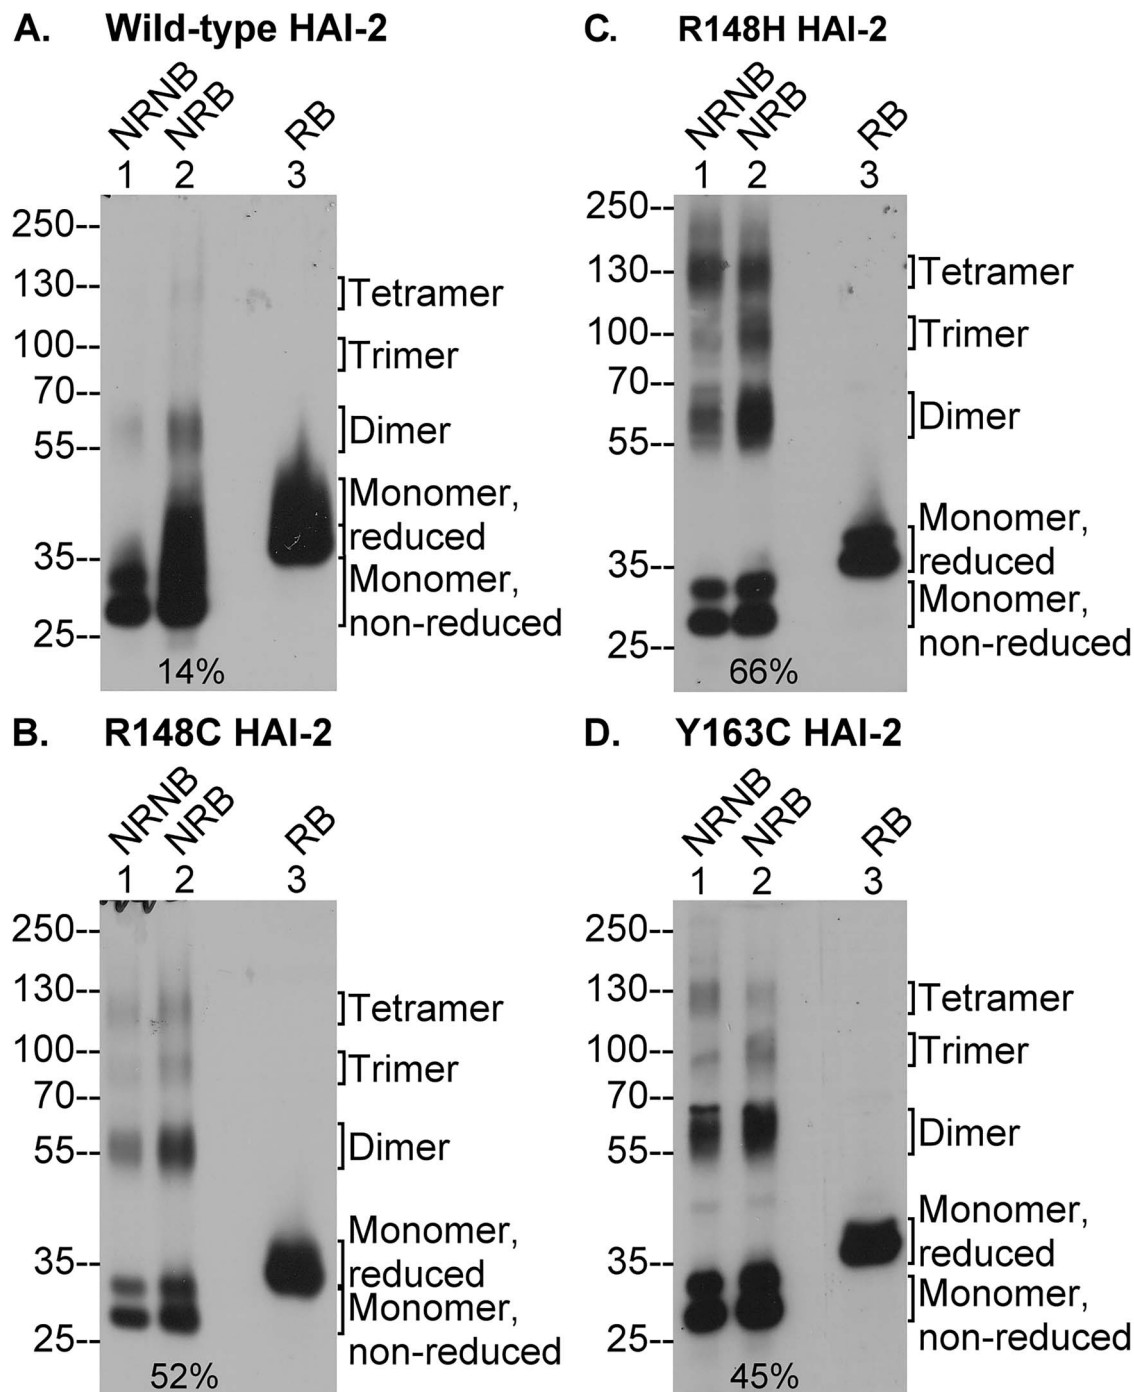 A. Wild-type HAI-2
NRNB NRB RB
1 2 3
250--
130--
100--
70--
55--
35--
25--
Tetramer
Trimer
Dimer
Monomer,
reduced
Monomer,
non-reduced
14%
C. R148H HAI-2
NRNB NRB RB
1 2 3
250--
130--
100--
70--
55--
35--
25--
Tetramer
Trimer
Dimer
Monomer,
reduced
Monomer,
non-reduced
66%
B. R148C HAI-2
NRNB NRB RB
1 2 3
250--
130--
100--
70--
55--
35--
25--
Tetramer
Trimer
Dimer
Monomer,
reduced
Monomer,
non-reduced
52%
D. Y163C HAI-2
NRNB NRB RB
1 2 3
250--
130--
100--
70--
55--
35--
25--
Tetramer
Trimer
Dimer
Monomer,
reduced
Monomer,
non-reduced
45%